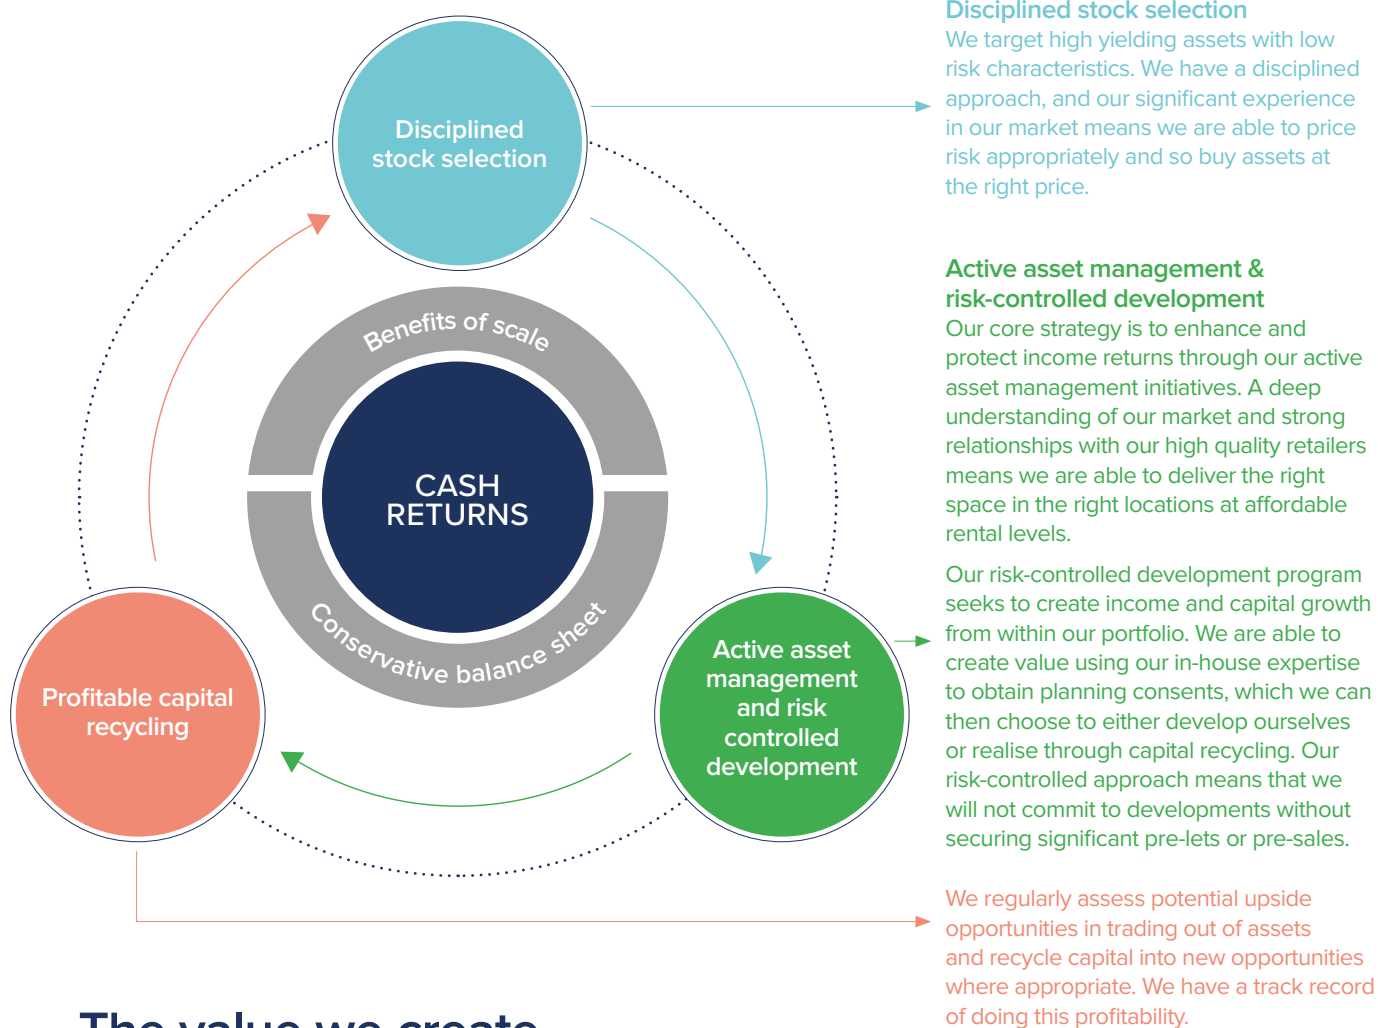 Disciplined
stock selection
Benefits of scale
CASH
RETURNS
Conservative balance sheet
Profitable capital
recycling
Active asset
management
and risk
controlled
development
Disciplined stock selection
We target high yielding assets with low
risk characteristics. We have a disciplined
approach, and our significant experience
in our market means we are able to price
risk appropriately and so buy assets at
the right price.
Active asset management &
risk-controlled development
Our core strategy is to enhance and
protect income returns through our active
asset management initiatives. A deep
understanding of our market and strong
relationships with our high quality retailers
means we are able to deliver the right
space in the right locations at affordable
rental levels.
Our risk-controlled development program
seeks to create income and capital growth
from within our portfolio. We are able to
create value using our in-house expertise
to obtain planning consents, which we can
then choose to either develop ourselves
or realise through capital recycling. Our
risk-controlled approach means that we
will not commit to developments without
securing significant pre-lets or pre-sales.
We regularly assess potential upside
opportunities in trading out of assets
and recycle capital into new opportunities
where appropriate. We have a track record
of doing this profitability.
The value we create